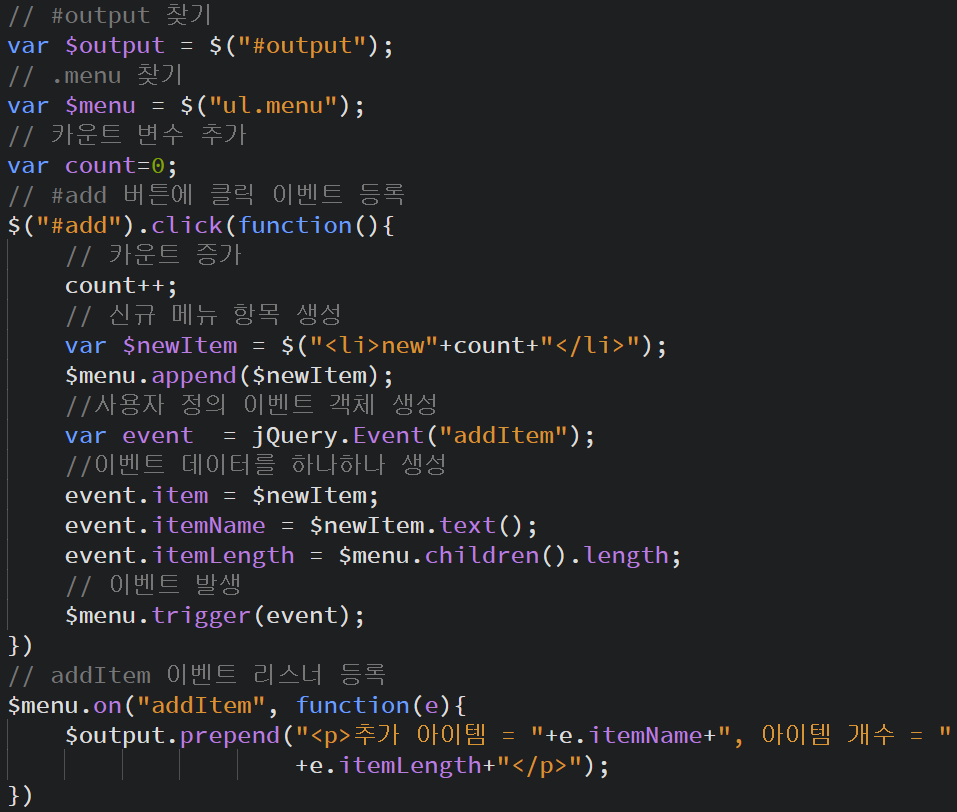 // #output 찾기
var $output = $("#output");
// .menu 찾기
var $menu = $("ul.menu");
// 카운트 변수 추가
var count=0;
// #add 버튼에 클릭 이벤트 등록
$("#add").click(function(){
    // 카운트 증가
    count++;
    // 신규 메뉴 항목 생성
    var $newItem = $("<li>new"+count+"</li>");
    $menu.append($newItem);
    //사용자 정의 이벤트 객체 생성
    var event  = jQuery.Event("addItem");
    //이벤트 데이터를 하나하나 생성
    event.item = $newItem;
    event.itemName = $newItem.text();
    event.itemLength = $menu.children().length;
    // 이벤트 발생
    $menu.trigger(event);
})
// addItem 이벤트 리스너 등록
$menu.on("addItem", function(e){
    $output.prepend("<p>추가 아이템 = "+e.itemName+", 아이템 개수 = "
                    +e.itemLength+"</p>");
})